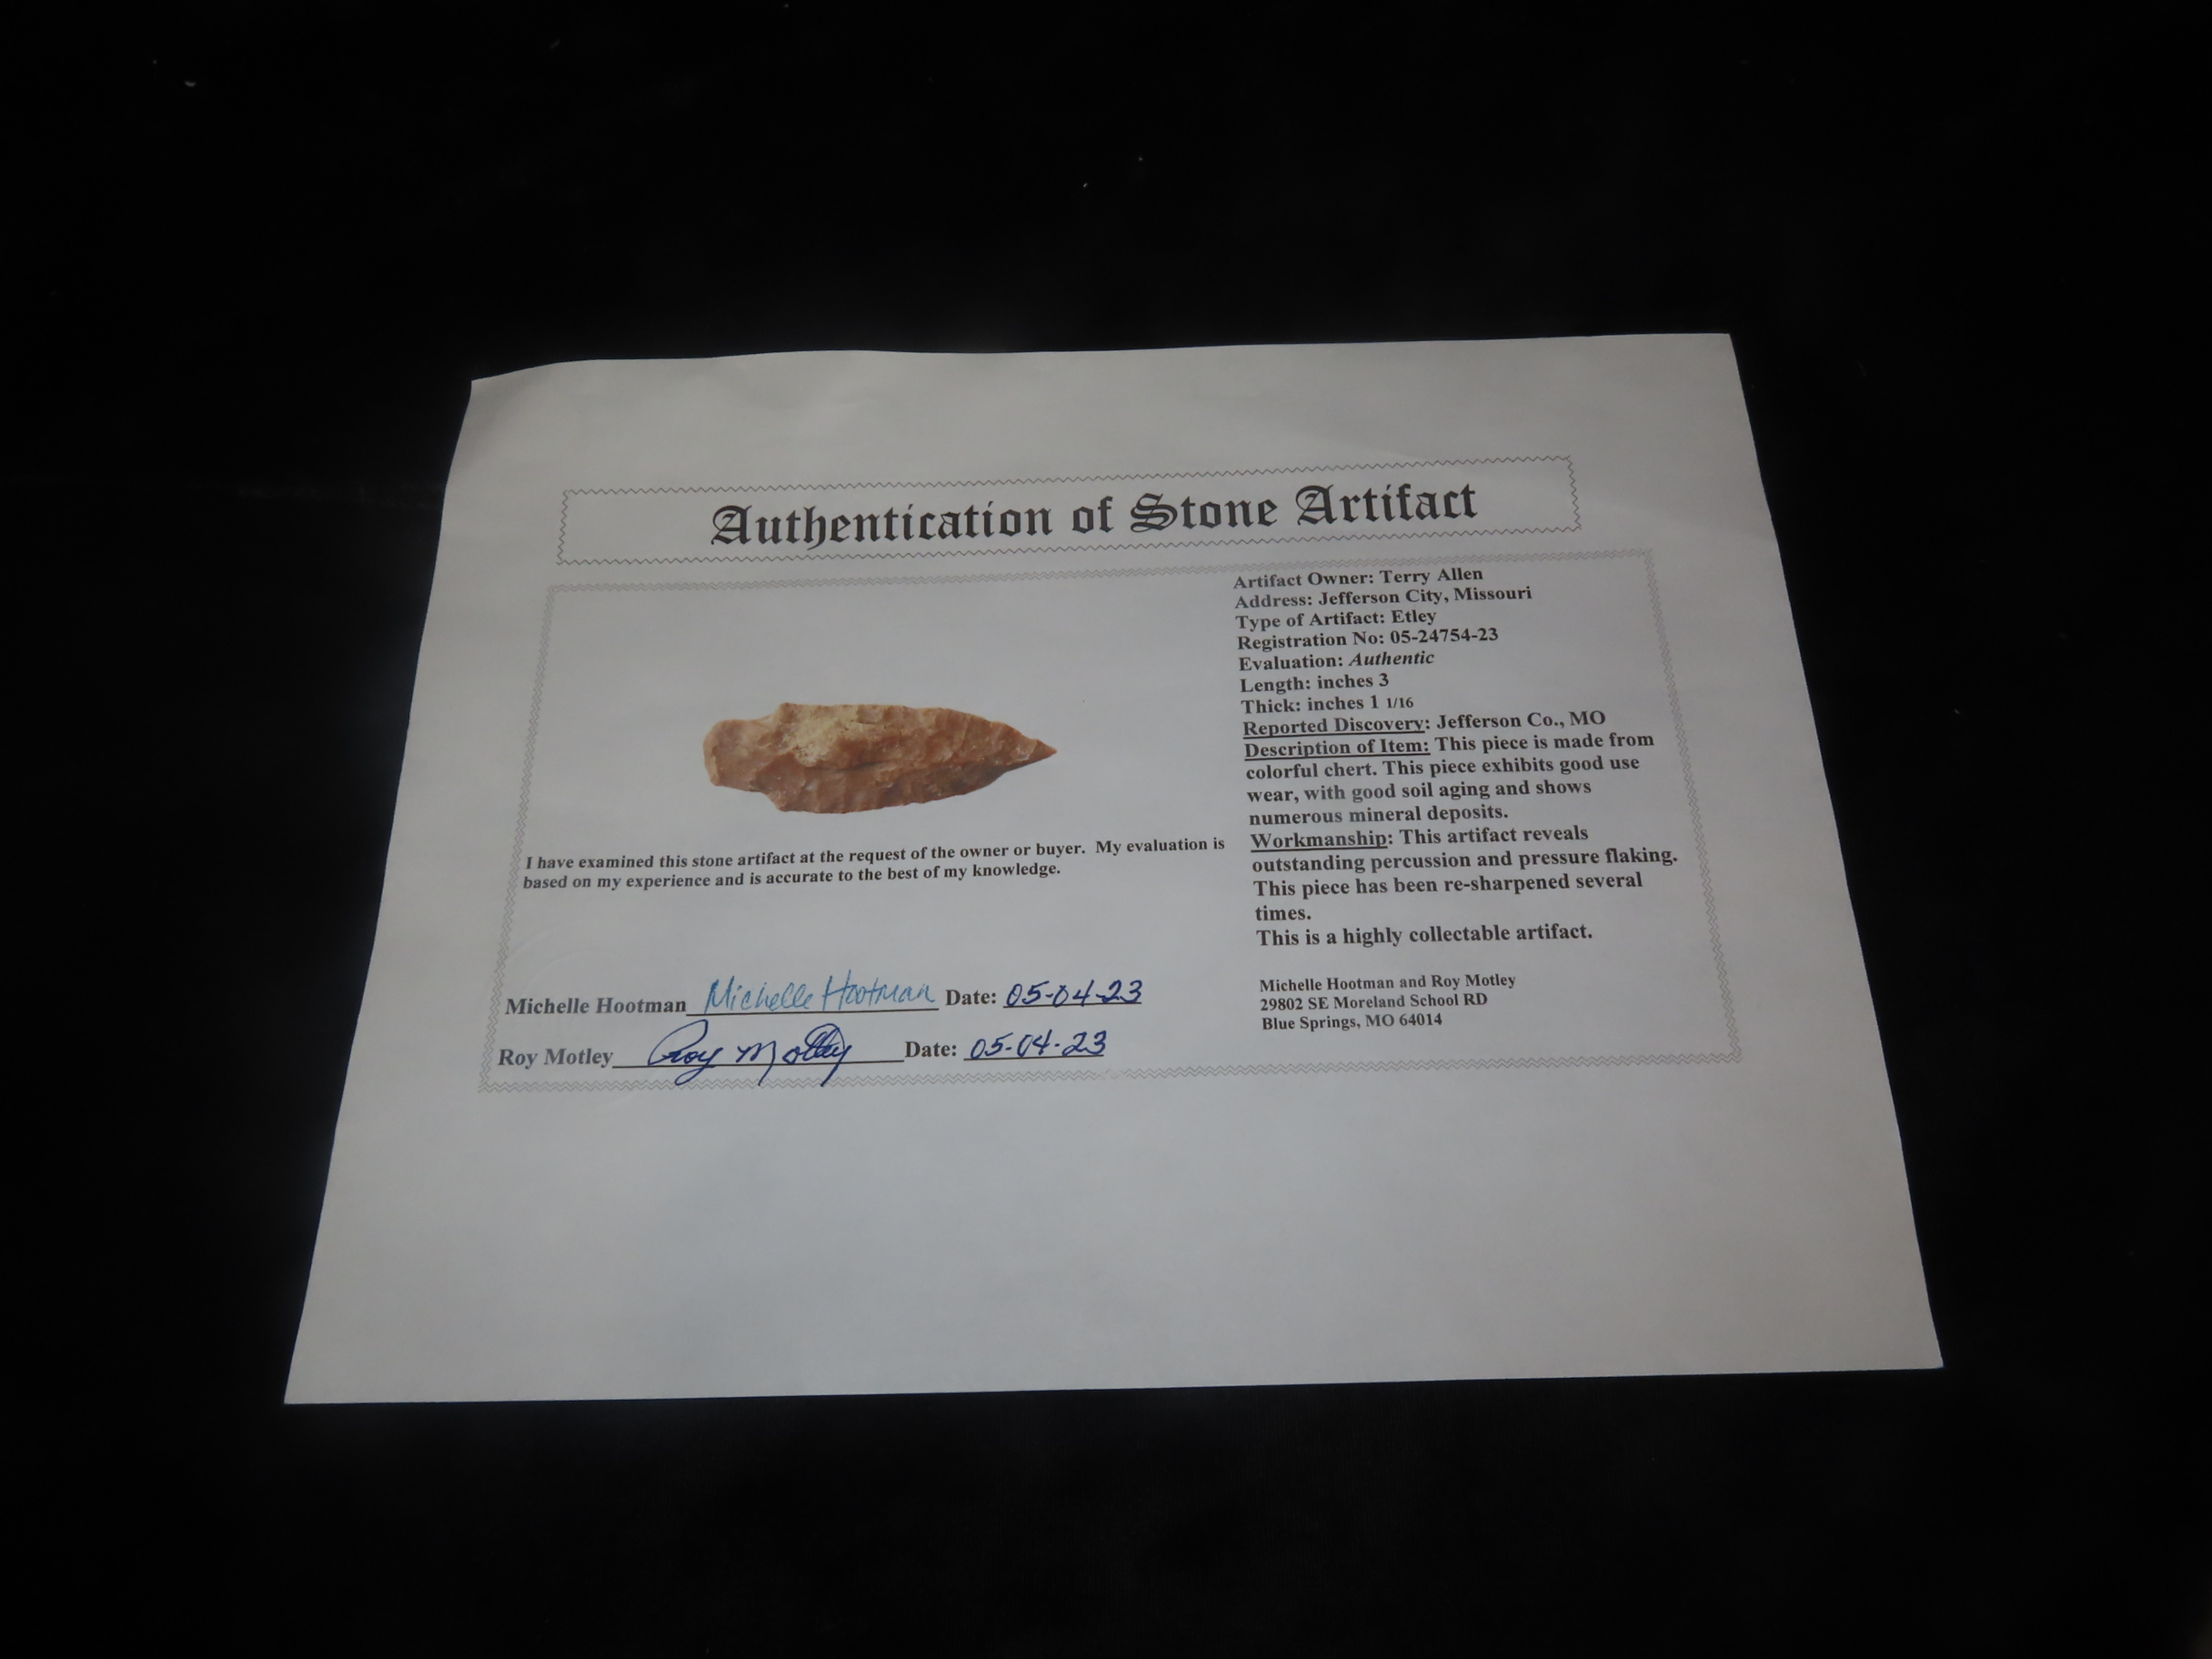 Authentication of Stone Artifact
Artifact Owner: Terry Allen
Address: Jefferson City, Missouri
Type of Artifact: Etley
Registration No: 05-24754-23
Evaluation: Authentic
Length: inches 3
Thick: inches 1 1/16
Reported Discovery: Jefferson Co., MO
Description of Item: This piece is made from
colorful chert. This piece exhibits good use
wear, with good soil aging and shows
numerous mineral deposits.
Workmanship: This artifact reveals
outstanding percussion and pressure flaking.
This piece has been re-sharpened several
times.
This is a highly collectable artifact.
I have examined this stone artifact at the request of the owner or buyer. My evaluation is
based on my experience and is accurate to the best of my knowledge.
Michelle Hootman Michelle Hootman Date: 05-04-23
Roy Motley Roy Motley Date: 05-04-23
Michelle Hootman and Roy Motley
29802 SE Moreland School RD
Blue Springs, MO 64014